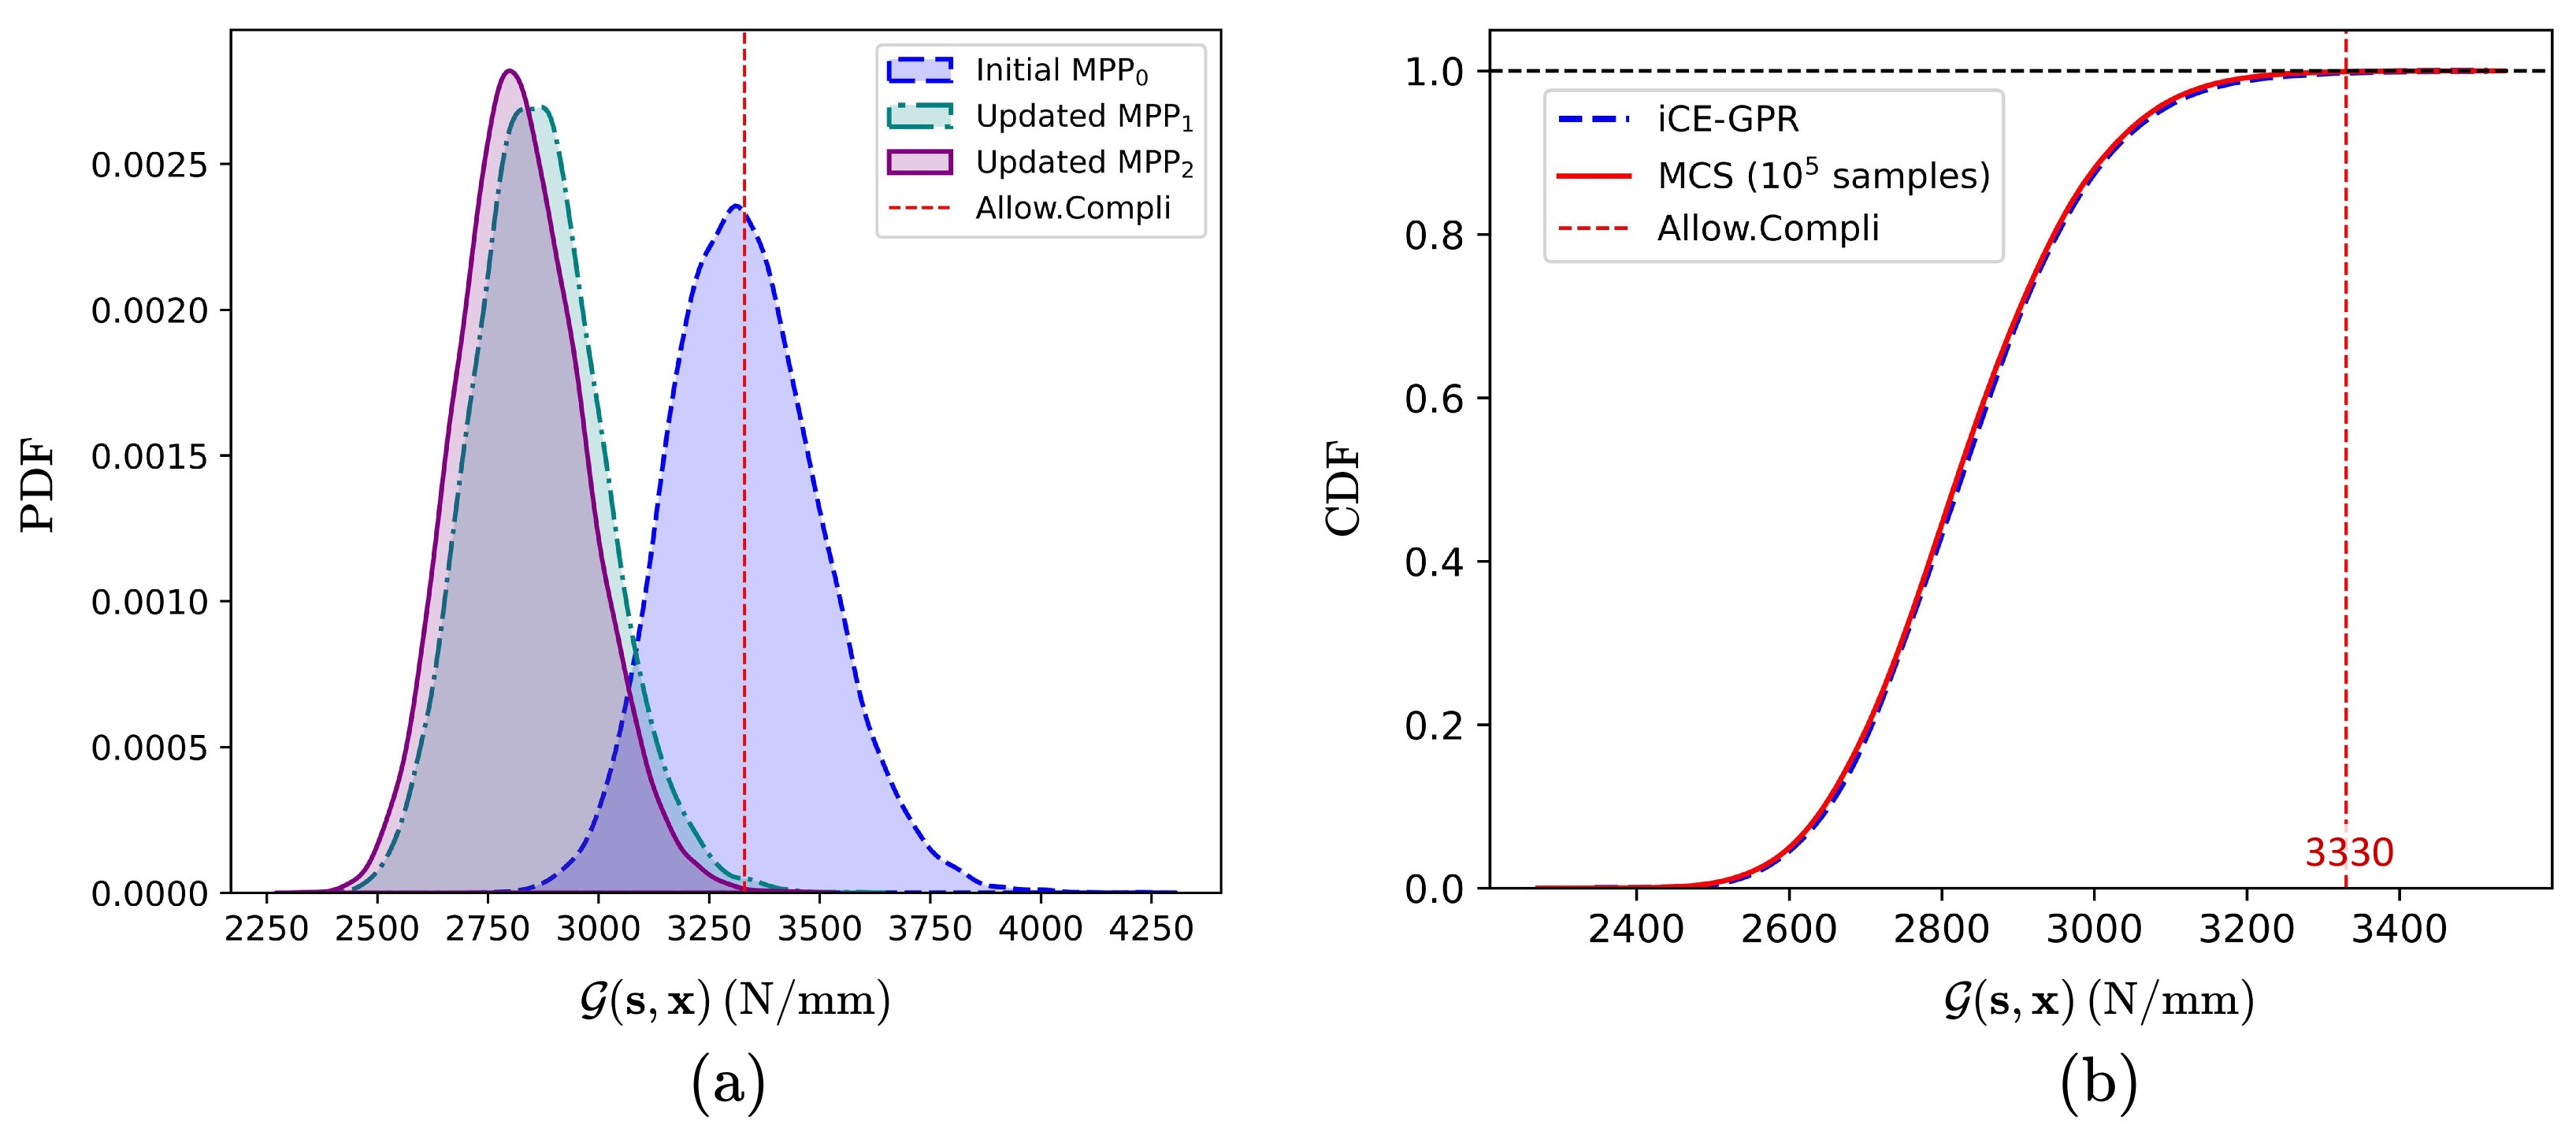 Initial MPP₀
Updated MPP₁
Updated MPP₂
Allow.Compli
PDF
0.0025
0.0020
0.0015
0.0010
0.0005
0.0000
2250 2500 2750 3000 3250 3500 3750 4000 4250
𝒢(s, x) (N/mm)
(a)
iCE-GPR
MCS (10⁵ samples)
Allow.Compli
CDF
1.0
0.8
0.6
0.4
0.2
0.0
3330
2400 2600 2800 3000 3200 3400
𝒢(s, x) (N/mm)
(b)